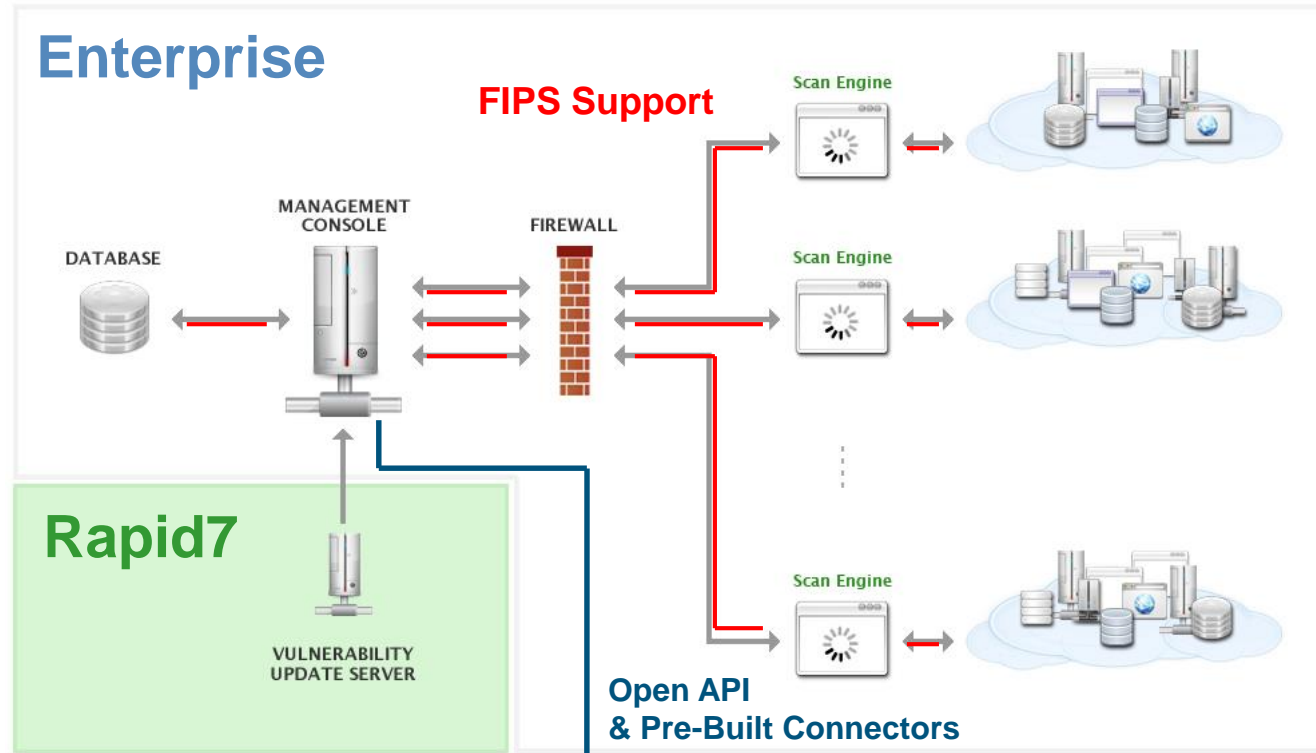 Enterprise
FIPS Support
Scan Engine
MANAGEMENT
CONSOLE
FIREWALL
DATABASE
Scan Engine
Rapid7
Scan Engine
VULNERABILITY
UPDATE SERVER
Open API
& Pre-Built Connectors